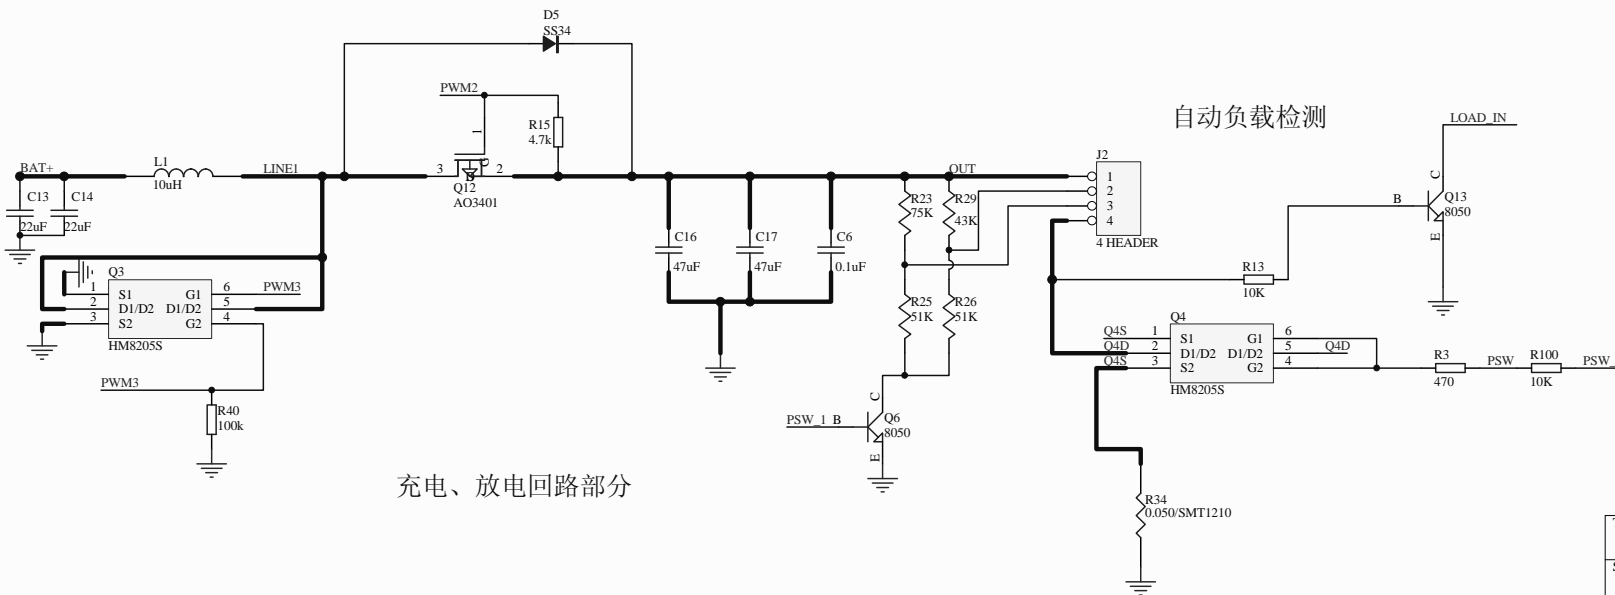 D5
SS34
PWM2
1
R15
4.7k
G
自动负载检测
LOAD_IN
BAT+
L1
10uH
LINE1
3
2
Q12
AO3401
OUT
J2
1
2
3
4
4 HEADER
C13
22uF
C14
22uF
R23
75K
R29
43K
C
B
Q13
8050
E
C16
47uF
C17
47uF
C6
0.1uF
R13
10K
Q3
1 S1 G1 6 PWM3
2 D1/D2 D1/D2 5
3 S2 G2 4
HM8205S
R25
51K
R26
51K
Q4
Q4S 1 S1 G1 6
Q4D 2 D1/D2 D1/D2 5 Q4D
Q4S 3 S2 G2 4
HM8205S
R3
470
PSW
R100
10K
PSW_
PWM3
R40
100k
C
PSW_1 B
Q6
8050
E
充电、放电回路部分
R34
0.050/SMT1210